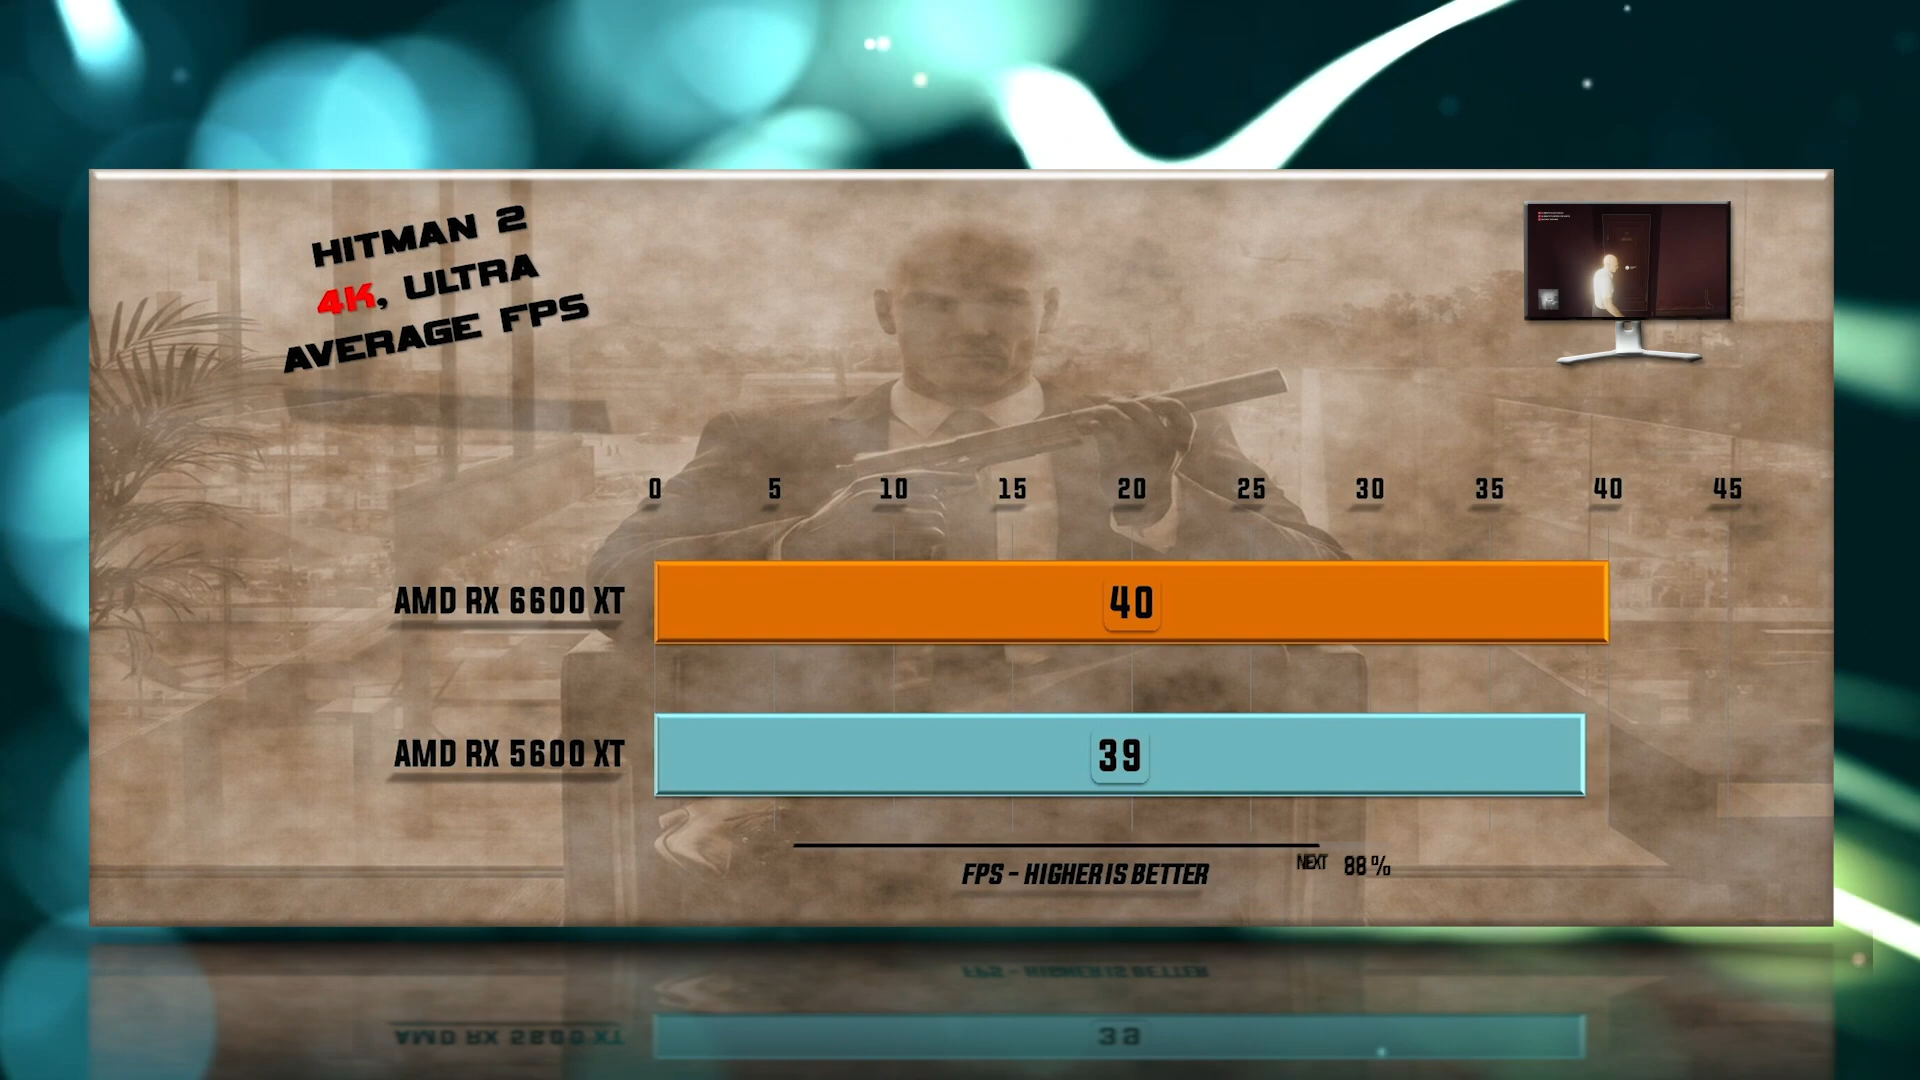 HITMAN 2
4K, ULTRA
AVERAGE FPS
0 5 10 15 20 25 30 35 40 45
AMD RX 6600 XT 40
AMD RX 5600 XT 39
FPS - HIGHER IS BETTER
NEXT 88%